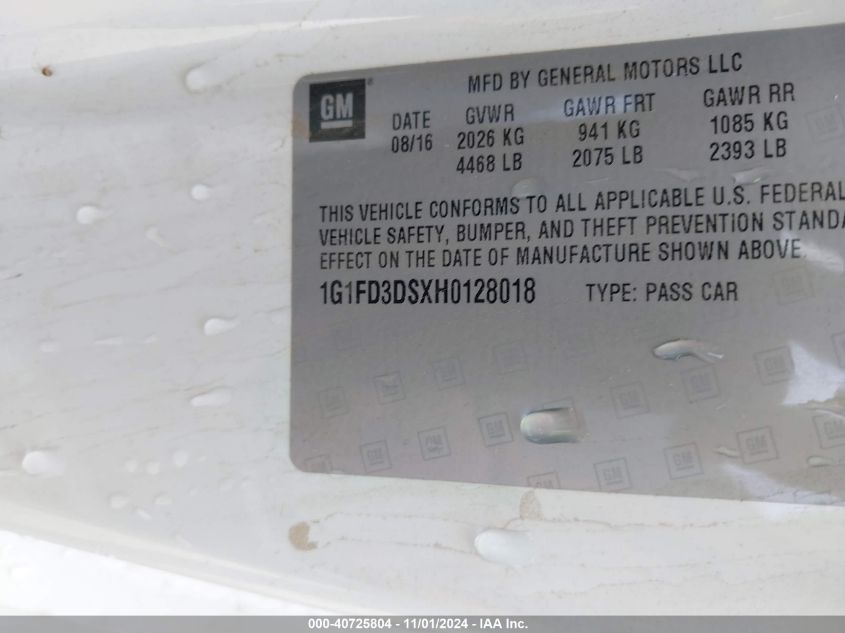 GM ®
MFD BY GENERAL MOTORS LLC
DATE GVWR GAWR FRT GAWR RR
08/16 2026 KG 941 KG 1085 KG
4468 LB 2075 LB 2393 LB
THIS VEHICLE CONFORMS TO ALL APPLICABLE U.S. FEDERAL
VEHICLE SAFETY, BUMPER, AND THEFT PREVENTION STANDA
EFFECT ON THE DATE OF MANUFACTURE SHOWN ABOVE.
1G1FD3DSXH0128018 TYPE: PASS CAR
000-40725804 - 11/01/2024 - IAA Inc.